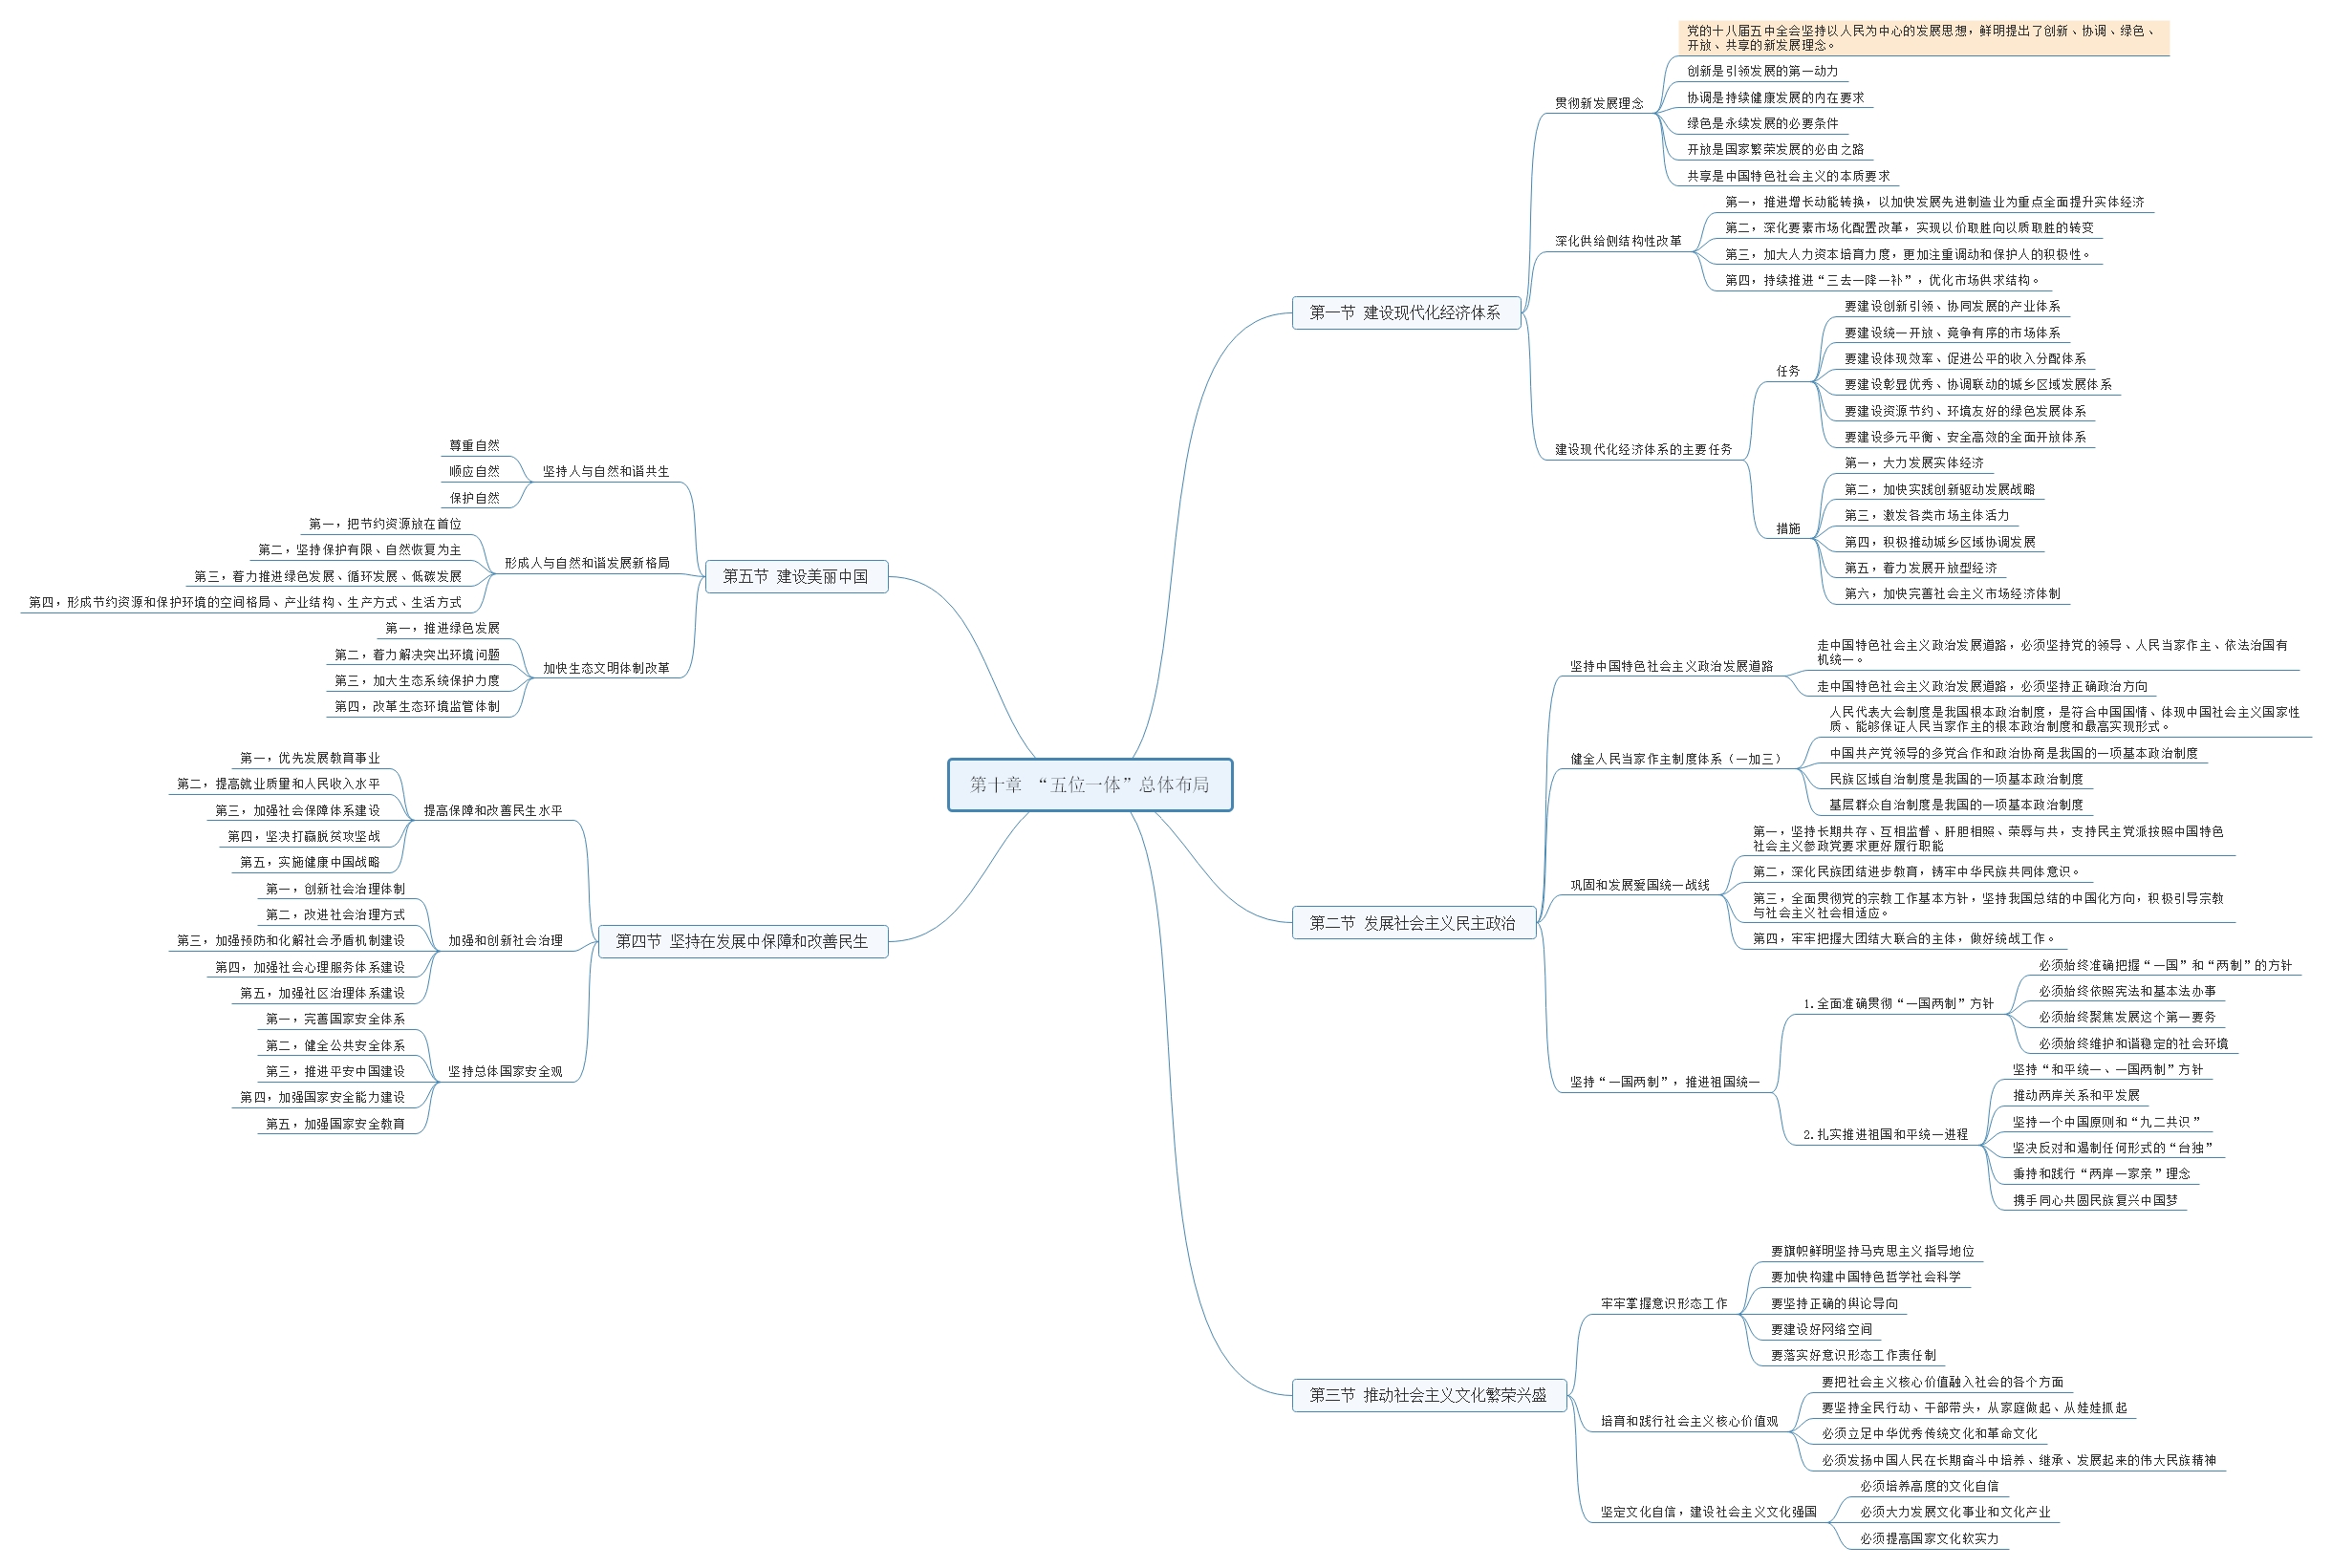 第十章 “五位一体”总体布局
第一节 建设现代化经济体系
贯彻新发展理念
党的十八届五中全会坚持以人民为中心的发展思想，鲜明提出了创新、协调、绿色、
开放、共享的新发展理念。
创新是引领发展的第一动力
协调是持续健康发展的内在要求
绿色是永续发展的必要条件
开放是国家繁荣发展的必由之路
共享是中国特色社会主义的本质要求
深化供给侧结构性改革
第一，推进增长动能转换，以加快发展先进制造业为重点全面提升实体经济
第二，深化要素市场化配置改革，实现以价取胜向以质取胜的转变
第三，加大人力资本培育力度，更加注重调动和保护人的积极性。
第四，持续推进“三去一降一补”，优化市场供求结构。
建设现代化经济体系的主要任务
任务
要建设创新引领、协同发展的产业体系
要建设统一开放、竞争有序的市场体系
要建设体现效率、促进公平的收入分配体系
要建设彰显优秀、协调联动的城乡区域发展体系
要建设资源节约、环境友好的绿色发展体系
要建设多元平衡、安全高效的全面开放体系
措施
第一，大力发展实体经济
第二，加快实践创新驱动发展战略
第三，激发各类市场主体活力
第四，积极推动城乡区域协调发展
第五，着力发展开放型经济
第六，加快完善社会主义市场经济体制
第二节 发展社会主义民主政治
坚持中国特色社会主义政治发展道路
走中国特色社会主义政治发展道路，必须坚持党的领导、人民当家作主、依法治国有
机统一。
走中国特色社会主义政治发展道路，必须坚持正确政治方向
健全人民当家作主制度体系（一加三）
人民代表大会制度是我国根本政治制度，是符合中国国情、体现中国社会主义国家性
质、能够保证人民当家作主的根本政治制度和最高实现形式。
中国共产党领导的多党合作和政治协商是我国的一项基本政治制度
民族区域自治制度是我国的一项基本政治制度
基层群众自治制度是我国的一项基本政治制度
巩固和发展爱国统一战线
第一，坚持长期共存、互相监督、肝胆相照、荣辱与共，支持民主党派按照中国特色
社会主义参政党要求更好履行职能
第二，深化民族团结进步教育，铸牢中华民族共同体意识。
第三，全面贯彻党的宗教工作基本方针，坚持我国总结的中国化方向，积极引导宗教
与社会主义社会相适应。
第四，牢牢把握大团结大联合的主体，做好统战工作。
坚持“一国两制”，推进祖国统一
1.全面准确贯彻“一国两制”方针
必须始终准确把握“一国”和“两制”的方针
必须始终依照宪法和基本法办事
必须始终聚焦发展这个第一要务
必须始终维护和谐稳定的社会环境
2.扎实推进祖国和平统一进程
坚持“和平统一、一国两制”方针
推动两岸关系和平发展
坚持一个中国原则和“九二共识”
坚决反对和遏制任何形式的“台独”
秉持和践行“两岸一家亲”理念
携手同心共圆民族复兴中国梦
第三节 推动社会主义文化繁荣兴盛
牢牢掌握意识形态工作
要旗帜鲜明坚持马克思主义指导地位
要加快构建中国特色哲学社会科学
要坚持正确的舆论导向
要建设好网络空间
要落实好意识形态工作责任制
培育和践行社会主义核心价值观
要把社会主义核心价值融入社会的各个方面
要坚持全民行动、干部带头，从家庭做起、从娃娃抓起
必须立足中华优秀传统文化和革命文化
必须发扬中国人民在长期奋斗中培养、继承、发展起来的伟大民族精神
坚定文化自信，建设社会主义文化强国
必须培养高度的文化自信
必须大力发展文化事业和文化产业
必须提高国家文化软实力
第四节 坚持在发展中保障和改善民生
提高保障和改善民生水平
第一，优先发展教育事业
第二，提高就业质量和人民收入水平
第三，加强社会保障体系建设
第四，坚决打赢脱贫攻坚战
第五，实施健康中国战略
加强和创新社会治理
第一，创新社会治理体制
第二，改进社会治理方式
第三，加强预防和化解社会矛盾机制建设
第四，加强社会心理服务体系建设
第五，加强社区治理体系建设
坚持总体国家安全观
第一，完善国家安全体系
第二，健全公共安全体系
第三，推进平安中国建设
第四，加强国家安全能力建设
第五，加强国家安全教育
第五节 建设美丽中国
坚持人与自然和谐共生
尊重自然
顺应自然
保护自然
形成人与自然和谐发展新格局
第一，把节约资源放在首位
第二，坚持保护有限、自然恢复为主
第三，着力推进绿色发展、循环发展、低碳发展
第四，形成节约资源和保护环境的空间格局、产业结构、生产方式、生活方式
加快生态文明体制改革
第一，推进绿色发展
第二，着力解决突出环境问题
第三，加大生态系统保护力度
第四，改革生态环境监管体制